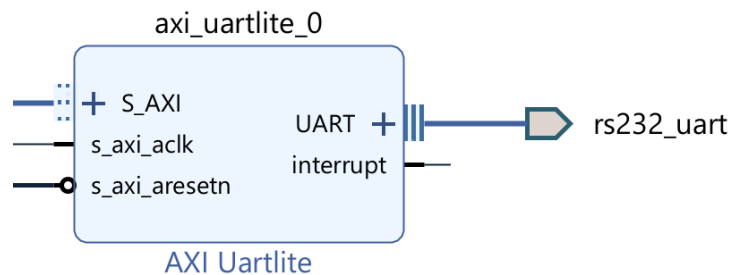 axi_uartlite_0
S_AXI
s_axi_aclk
s_axi_aresetn
UART
interrupt
rs232_uart
AXI Uartlite